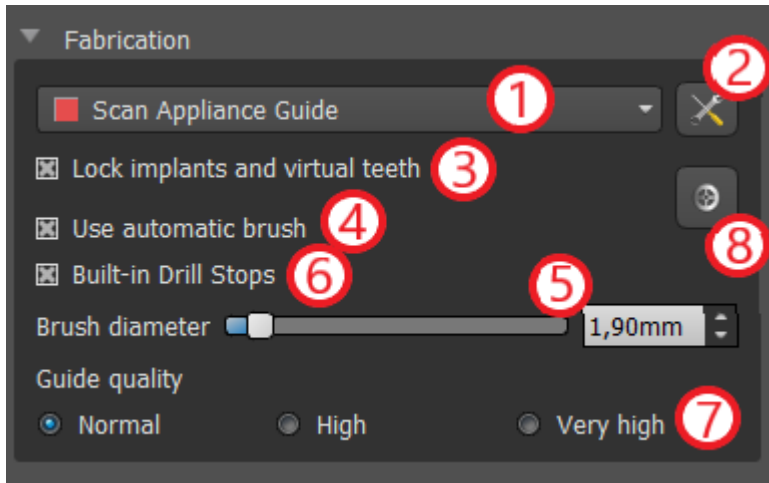 Fabrication
2
Scan Appliance Guide 1
Lock implants and virtual teeth 3
Use automatic brush 4
8
Built-in Drill Stops 6
5
Brush diameter 1,90mm
Guide quality
Normal High Very high 7